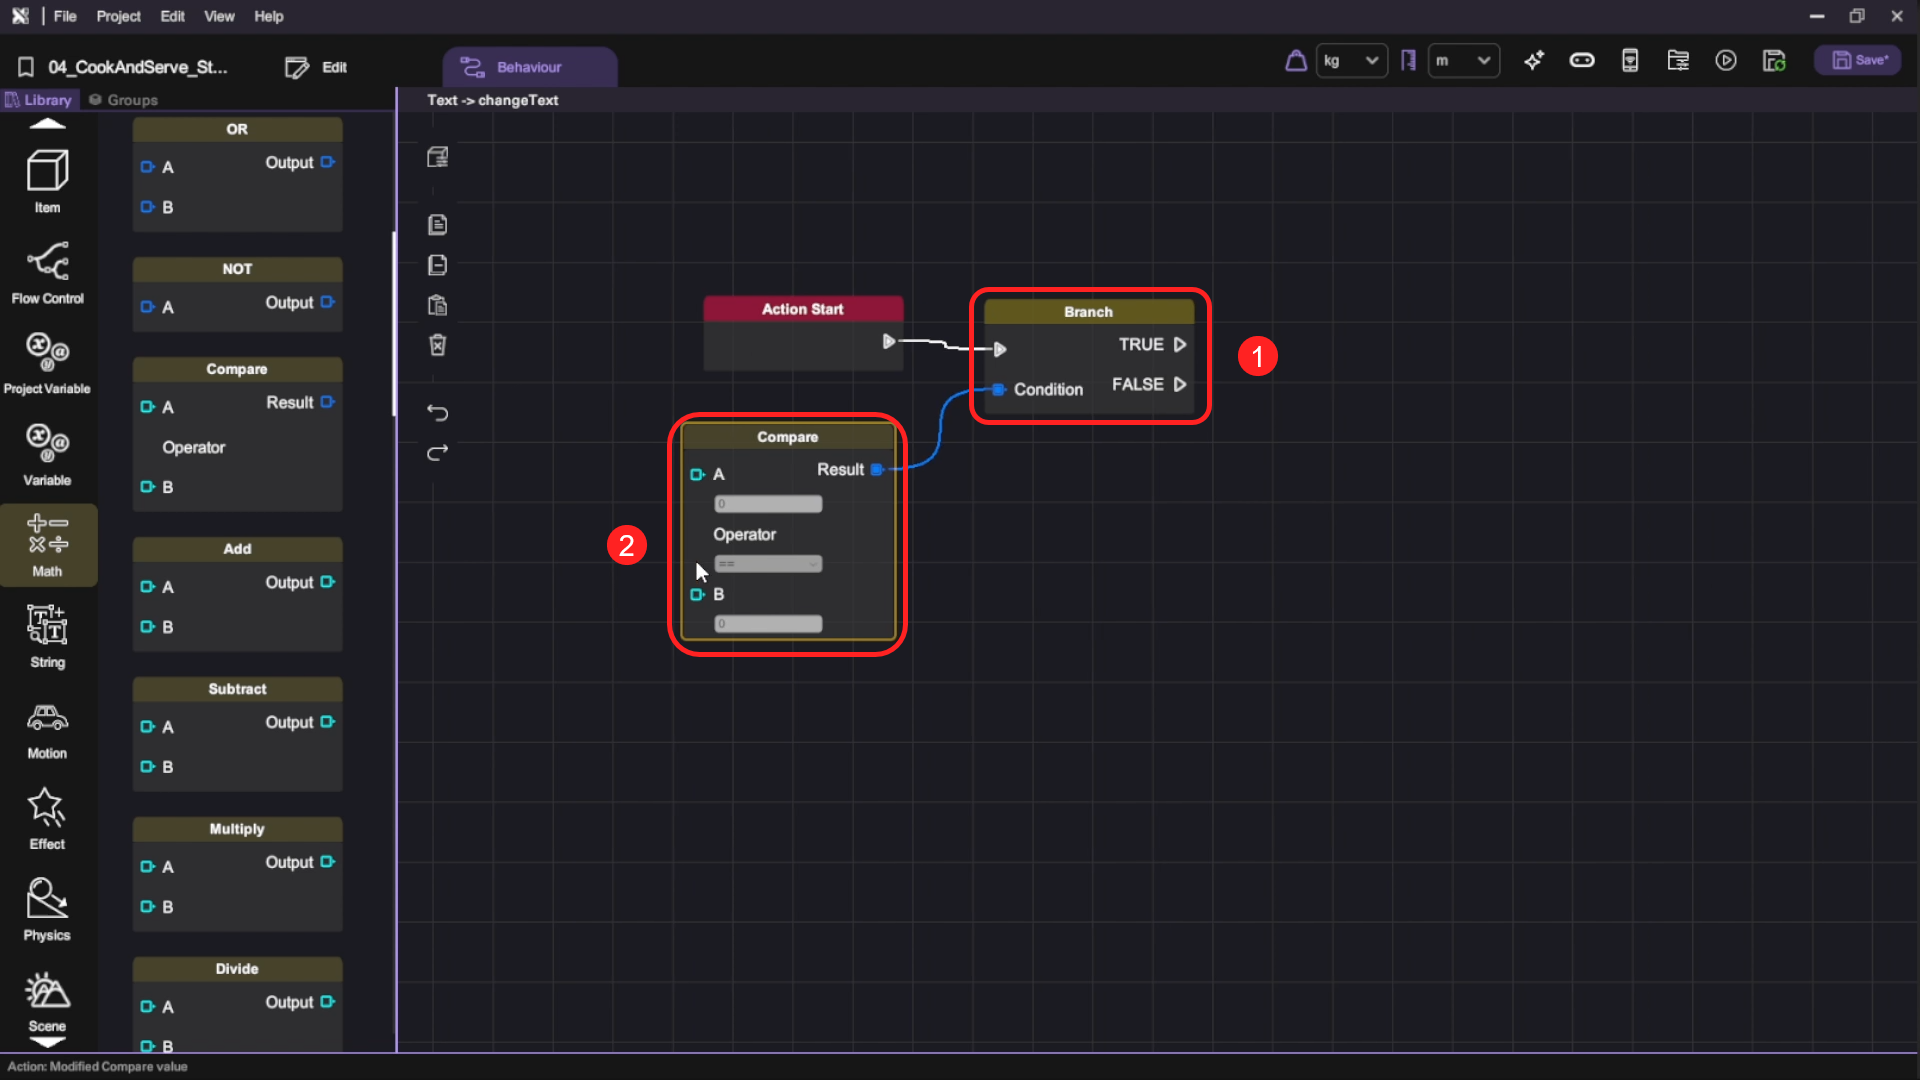 File Project Edit View Help
04_CookAndServe_St... Edit Behaviour kg m Save*
Library Groups
Text -> changeText
Item
Flow Control
Project Variable
Variable
Math
String
Motion
Effect
Physics
Scene
OR
A Output
B
NOT
A Output
Compare
A Result
Operator
B
Add
A Output
B
Subtract
A Output
B
Multiply
A Output
B
Divide
A Output
B
Action Start
Branch
TRUE
Condition FALSE
1
Compare
A Result
0
Operator
==
B
0
2
Action: Modified Compare value